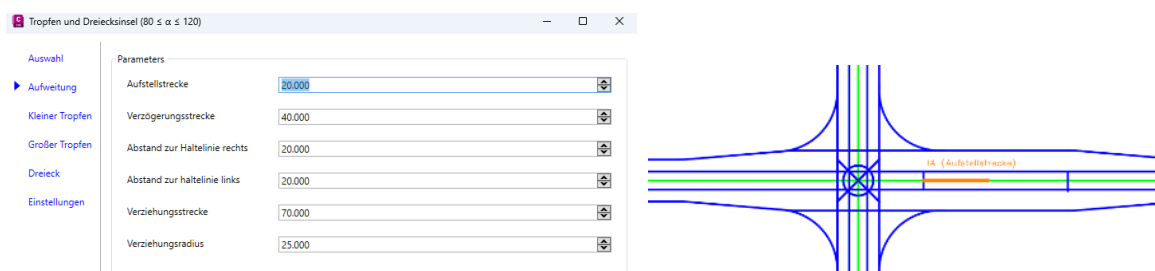 Tropfen und Dreiecksinsel (80 ≤ α ≤ 120)
Auswahl
Aufweitung
Kleiner Tropfen
Großer Tropfen
Dreieck
Einstellungen
Parameters
Aufstellstrecke 20.000
Verzögerungsstrecke 40.000
Abstand zur Haltelinie rechts 20.000
Abstand zur haltelinie links 20.000
Verziehungsstrecke 70.000
Verziehungsradius 25.000
lA (Aufstellstrecke)